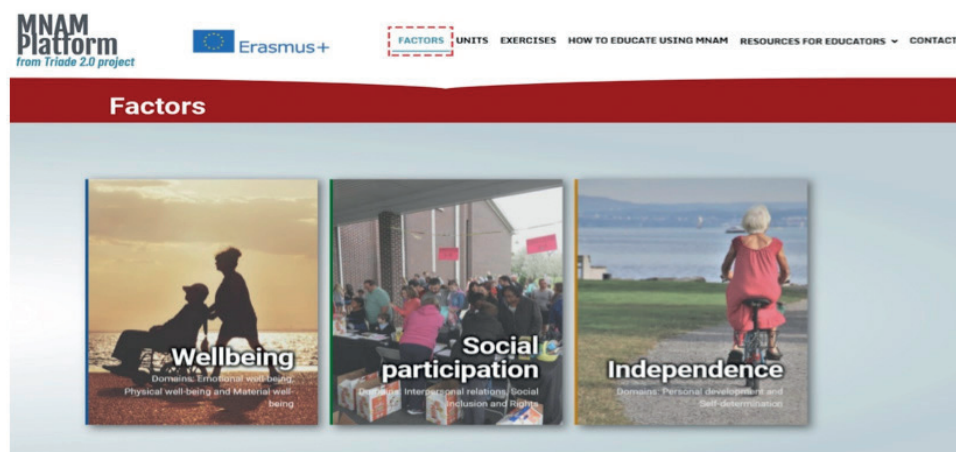 MNAM
Platform
from Triade 2.0 project
Erasmus+
FACTORS UNITS EXERCISES HOW TO EDUCATE USING MNAM RESOURCES FOR EDUCATORS CONTACT
Factors
Wellbeing
Domains: Emotional well-being,
Physical well-being and Material well-
being
Social
participation
Domains: Interpersonal relations, Social
Inclusion and Rights
Independence
Domains: Personal development and
Self-determination